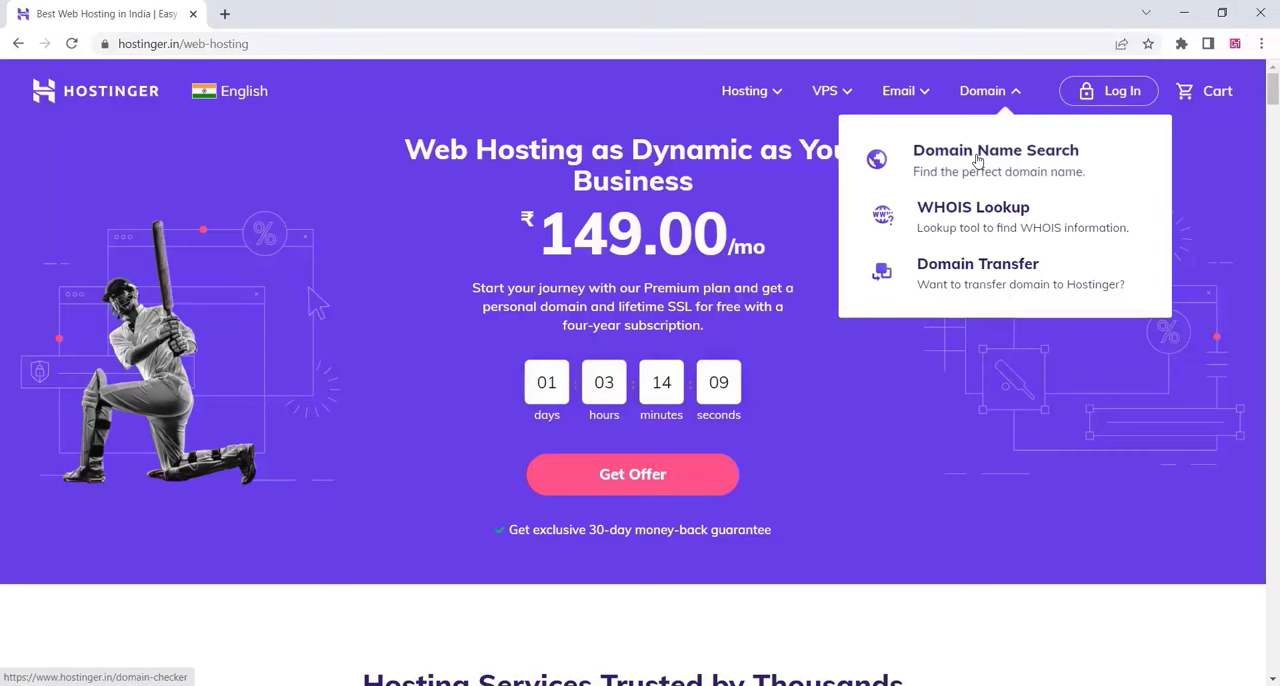 Best Web Hosting in India | Easy
hostinger.in/web-hosting
HOSTINGER
English
Hosting
VPS
Email
Domain
Log In
Cart
Web Hosting as Dynamic as You
Business
₹149.00/mo
Start your journey with our Premium plan and get a
personal domain and lifetime SSL for free with a
four-year subscription.
Domain Name Search
Find the perfect domain name.
WWW ?
WHOIS Lookup
Lookup tool to find WHOIS information.
Domain Transfer
Want to transfer domain to Hostinger?
%
%
01 : 03 : 14 : 09
days hours minutes seconds
Get Offer
Get exclusive 30-day money-back guarantee
Hosting Services Trusted by Thousands
https://www.hostinger.in/domain-checker